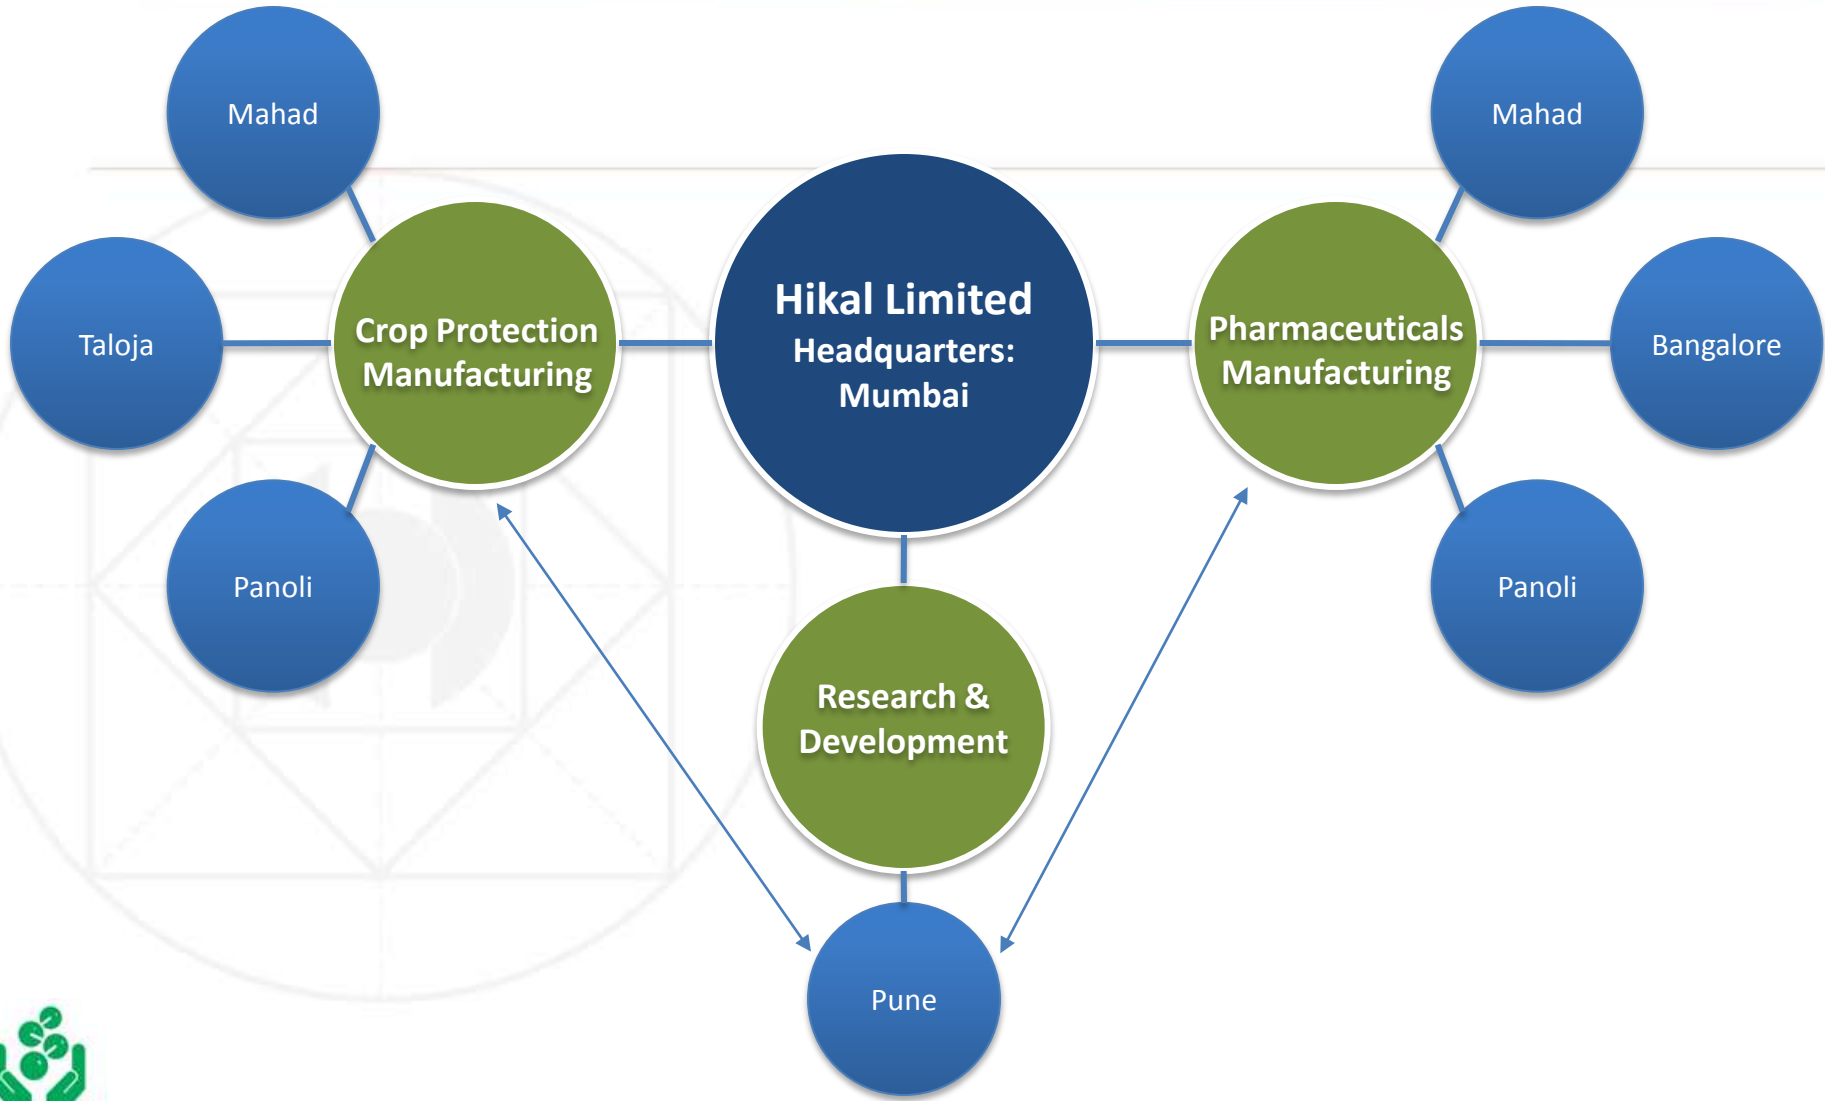 Mahad
Mahad
Hikal Limited
Headquarters:
Mumbai
Crop Protection
Manufacturing
Pharmaceuticals
Manufacturing
Taloja
Bangalore
Panoli
Panoli
Research &
Development
Pune